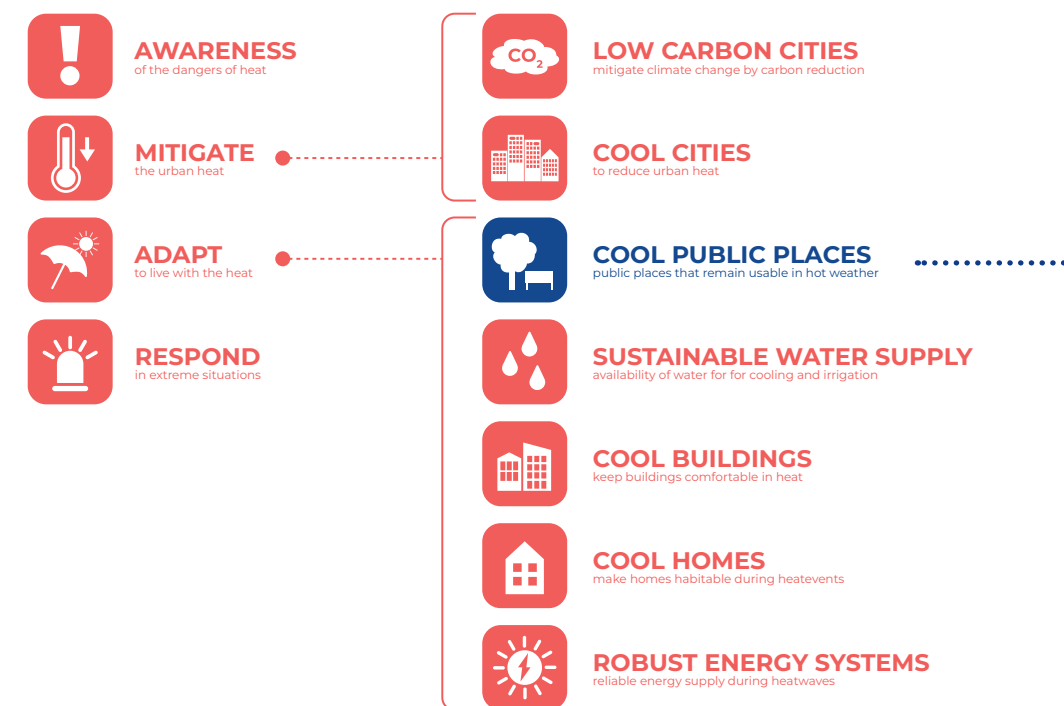 AWARENESS
of the dangers of heat
MITIGATE
the urban heat
ADAPT
to live with the heat
RESPOND
in extreme situations
CO2
LOW CARBON CITIES
mitigate climate change by carbon reduction
COOL CITIES
to reduce urban heat
COOL PUBLIC PLACES
public places that remain usable in hot weather
SUSTAINABLE WATER SUPPLY
availability of water for for cooling and irrigation
COOL BUILDINGS
keep buildings comfortable in heat
COOL HOMES
make homes habitable during heatevents
ROBUST ENERGY SYSTEMS
reliable energy supply during heatwaves